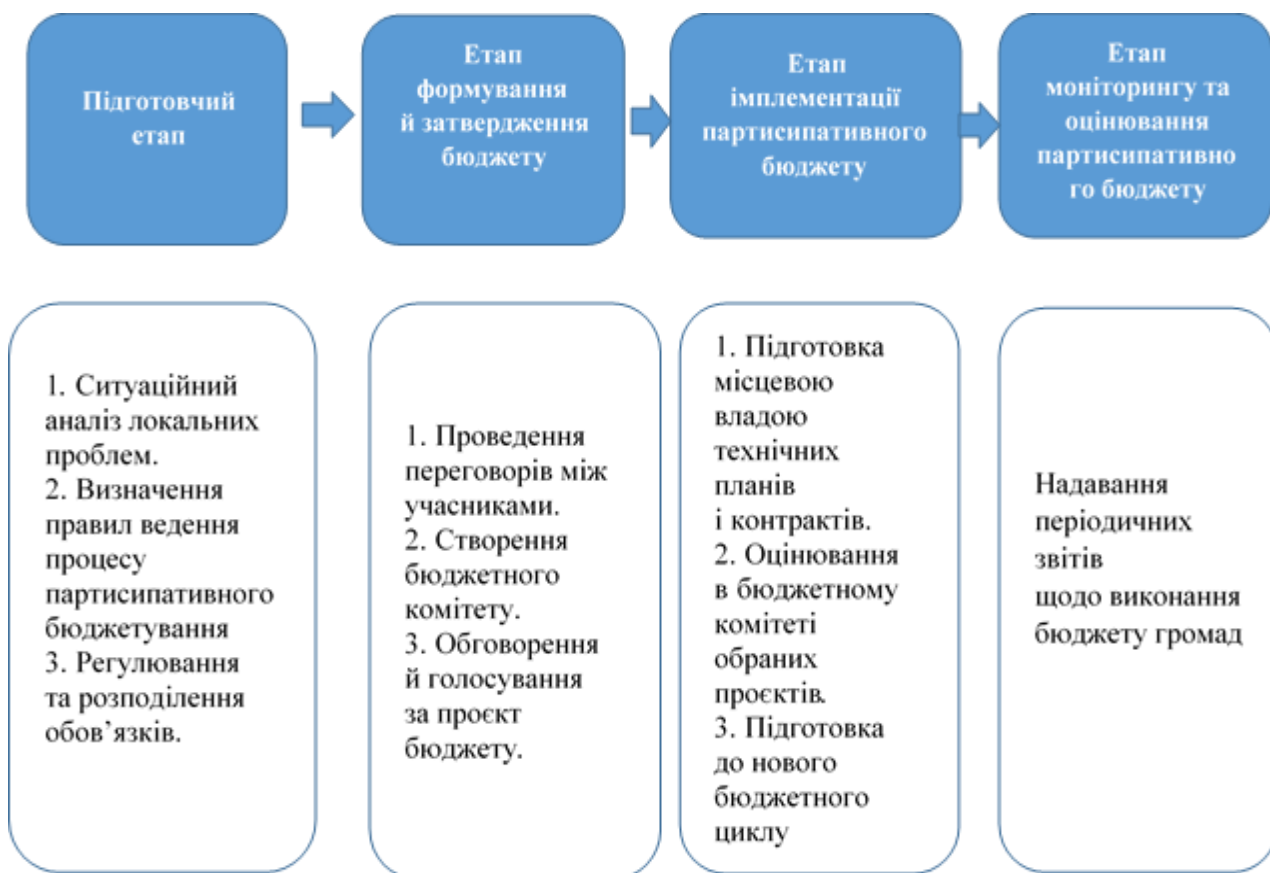 Підготовчий
етап
Етап
формування
й затвердження
бюджету
Етап
імплементації
партисипативного
бюджету
Етап
моніторингу та
оцінювання
партисипативно
го бюджету
1. Ситуаційний
аналіз локальних
проблем.
2. Визначення
правил ведення
процесу
партисипативного
бюджетування
3. Регулювання
та розподілення
обов’язків.
1. Проведення
переговорів між
учасниками.
2. Створення
бюджетного
комітету.
3. Обговорення
й голосування
за проєкт
бюджету.
1. Підготовка
місцевою
владою
технічних
планів
і контрактів.
2. Оцінювання
в бюджетному
комітеті
обраних
проєктів.
3. Підготовка
до нового
бюджетного
циклу
Надавання
періодичних
звітів
щодо виконання
бюджету громад